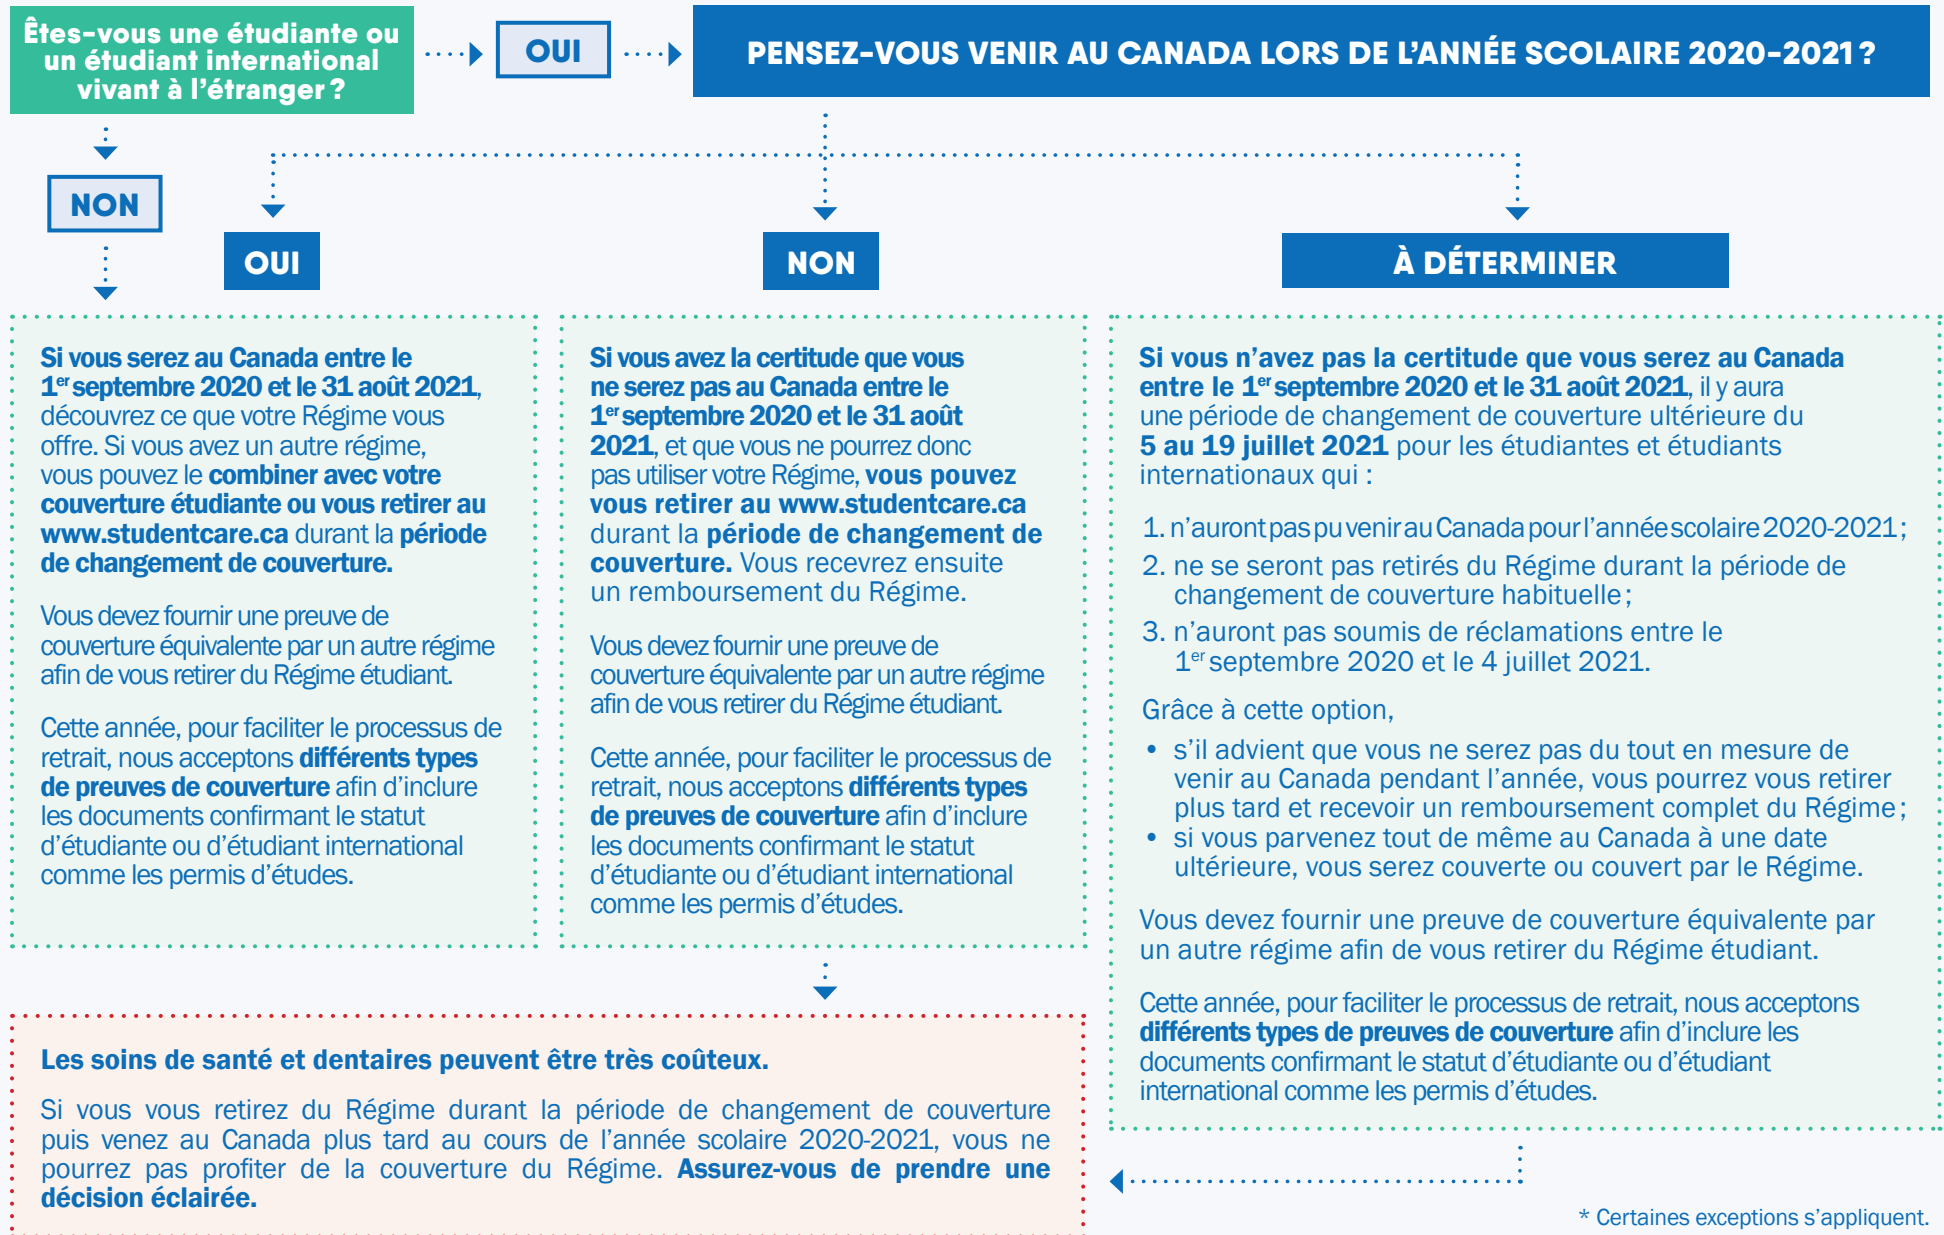 Êtes-vous une étudiante ou
un étudiant international
vivant à l'étranger ?
OUI
PENSEZ-VOUS VENIR AU CANADA LORS DE L'ANNÉE SCOLAIRE 2020-2021 ?
NON
OUI
NON
À DÉTERMINER
Si vous serez au Canada entre le
1er septembre 2020 et le 31 août 2021,
découvrez ce que votre Régime vous
offre. Si vous avez un autre régime,
vous pouvez le combiner avec votre
couverture étudiante ou vous retirer au
www.studentcare.ca durant la période
de changement de couverture.
Vous devez fournir une preuve de
couverture équivalente par un autre régime
afin de vous retirer du Régime étudiant.
Cette année, pour faciliter le processus de
retrait, nous acceptons différents types
de preuves de couverture afin d'inclure
les documents confirmant le statut
d'étudiante ou d'étudiant international
comme les permis d'études.
Si vous avez la certitude que vous
ne serez pas au Canada entre le
1er septembre 2020 et le 31 août
2021, et que vous ne pourrez donc
pas utiliser votre Régime, vous pouvez
vous retirer au www.studentcare.ca
durant la période de changement de
couverture. Vous recevrez ensuite
un remboursement du Régime.
Vous devez fournir une preuve de
couverture équivalente par un autre régime
afin de vous retirer du Régime étudiant.
Cette année, pour faciliter le processus de
retrait, nous acceptons différents types
de preuves de couverture afin d'inclure
les documents confirmant le statut
d'étudiante ou d'étudiant international
comme les permis d'études.
Si vous n'avez pas la certitude que vous serez au Canada
entre le 1er septembre 2020 et le 31 août 2021, il y aura
une période de changement de couverture ultérieure du
5 au 19 juillet 2021 pour les étudiantes et étudiants
internationaux qui :
1. n'auront pas pu venir au Canada pour l'année scolaire 2020-2021 ;
2. ne se seront pas retirés du Régime durant la période de
changement de couverture habituelle ;
3. n'auront pas soumis de réclamations entre le
1er septembre 2020 et le 4 juillet 2021.
Grâce à cette option,
• s'il advient que vous ne serez pas du tout en mesure de
venir au Canada pendant l'année, vous pourrez vous retirer
plus tard et recevoir un remboursement complet du Régime ;
• si vous parvenez tout de même au Canada à une date
ultérieure, vous serez couverte ou couvert par le Régime.
Vous devez fournir une preuve de couverture équivalente par
un autre régime afin de vous retirer du Régime étudiant.
Cette année, pour faciliter le processus de retrait, nous acceptons
différents types de preuves de couverture afin d'inclure les
documents confirmant le statut d'étudiante ou d'étudiant
international comme les permis d'études.
Les soins de santé et dentaires peuvent être très coûteux.
Si vous vous retirez du Régime durant la période de changement de couverture
puis venez au Canada plus tard au cours de l'année scolaire 2020-2021, vous ne
pourrez pas profiter de la couverture du Régime. Assurez-vous de prendre une
décision éclairée.
* Certaines exceptions s'appliquent.